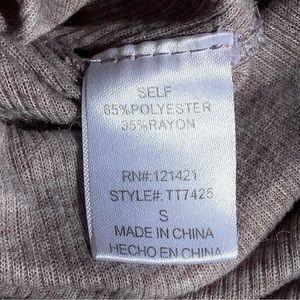 SELF
65%POLYESTER
35%RAYON
RN#:121421
STYLE#:TT7425
S
MADE IN CHINA
HECHO EN CHINA